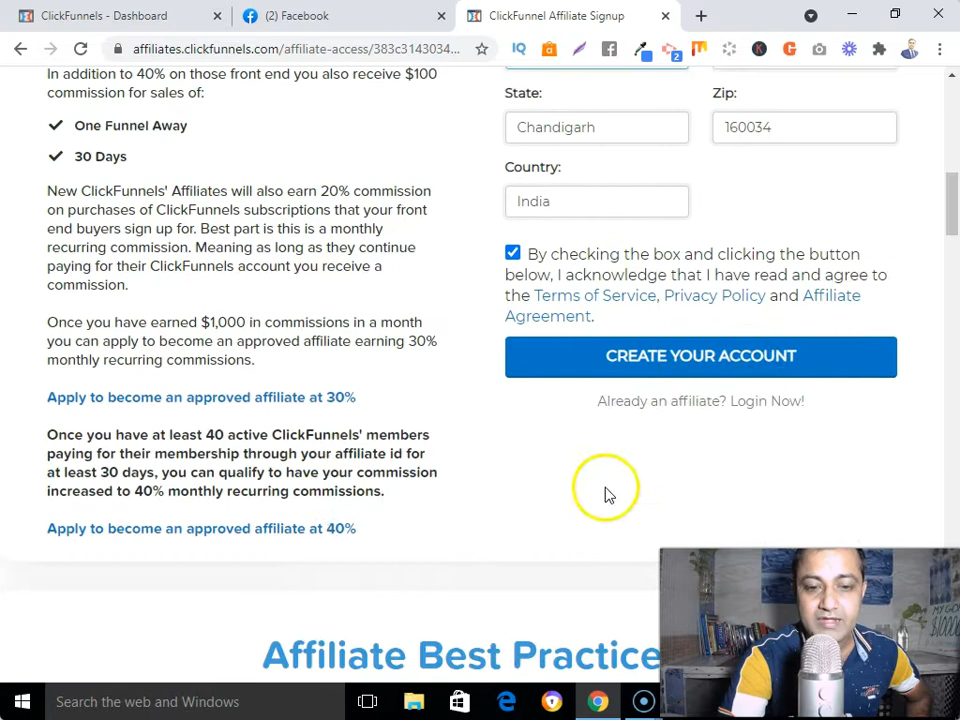 ClickFunnels - Dashboard
(2) Facebook
ClickFunnel Affiliate Signup
affiliates.clickfunnels.com/affiliate-access/383c3143034...
IQ
2
K
G
In addition to 40% on those front end you also receive $100
commission for sales of:
One Funnel Away
30 Days
New ClickFunnels' Affiliates will also earn 20% commission
on purchases of ClickFunnels subscriptions that your front
end buyers sign up for. Best part is this is a monthly
recurring commission. Meaning as long as they continue
paying for their ClickFunnels account you receive a
commission.
Once you have earned $1,000 in commissions in a month
you can apply to become an approved affiliate earning 30%
monthly recurring commissions.
Apply to become an approved affiliate at 30%
Once you have at least 40 active ClickFunnels' members
paying for their membership through your affiliate id for
at least 30 days, you can qualify to have your commission
increased to 40% monthly recurring commissions.
Apply to become an approved affiliate at 40%
State:
Zip:
Chandigarh
160034
Country:
India
By checking the box and clicking the button
below, I acknowledge that I have read and agree to
the Terms of Service, Privacy Policy and Affiliate
Agreement.
CREATE YOUR ACCOUNT
Already an affiliate? Login Now!
Affiliate Best Practice
MY GOA
Search the web and Windows